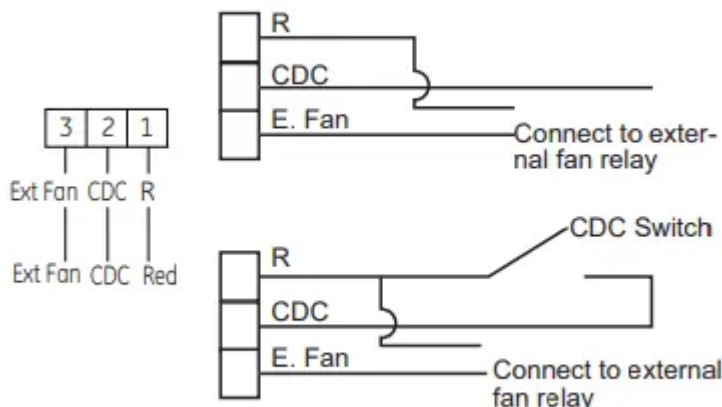 R
CDC
E. Fan
Connect to exter-
nal fan relay
3 2 1
Ext Fan CDC R
Ext Fan CDC Red
CDC Switch
R
CDC
E. Fan
Connect to external
fan relay